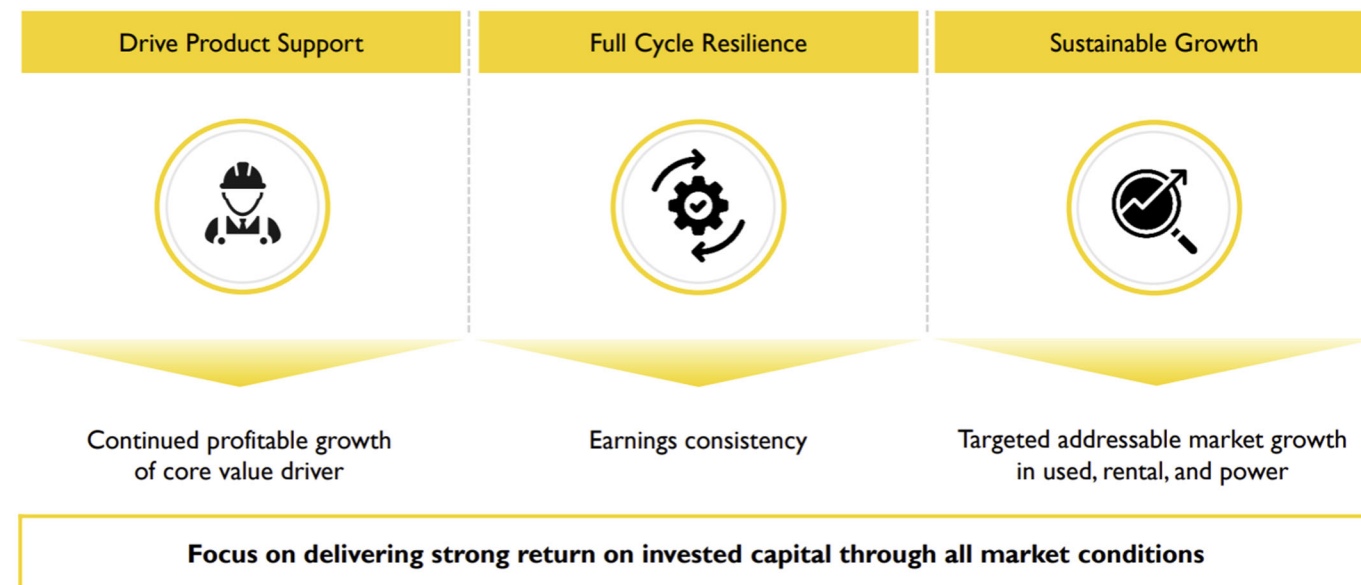 Drive Product Support
Full Cycle Resilience
Sustainable Growth
Continued profitable growth
of core value driver
Earnings consistency
Targeted addressable market growth
in used, rental, and power
Focus on delivering strong return on invested capital through all market conditions